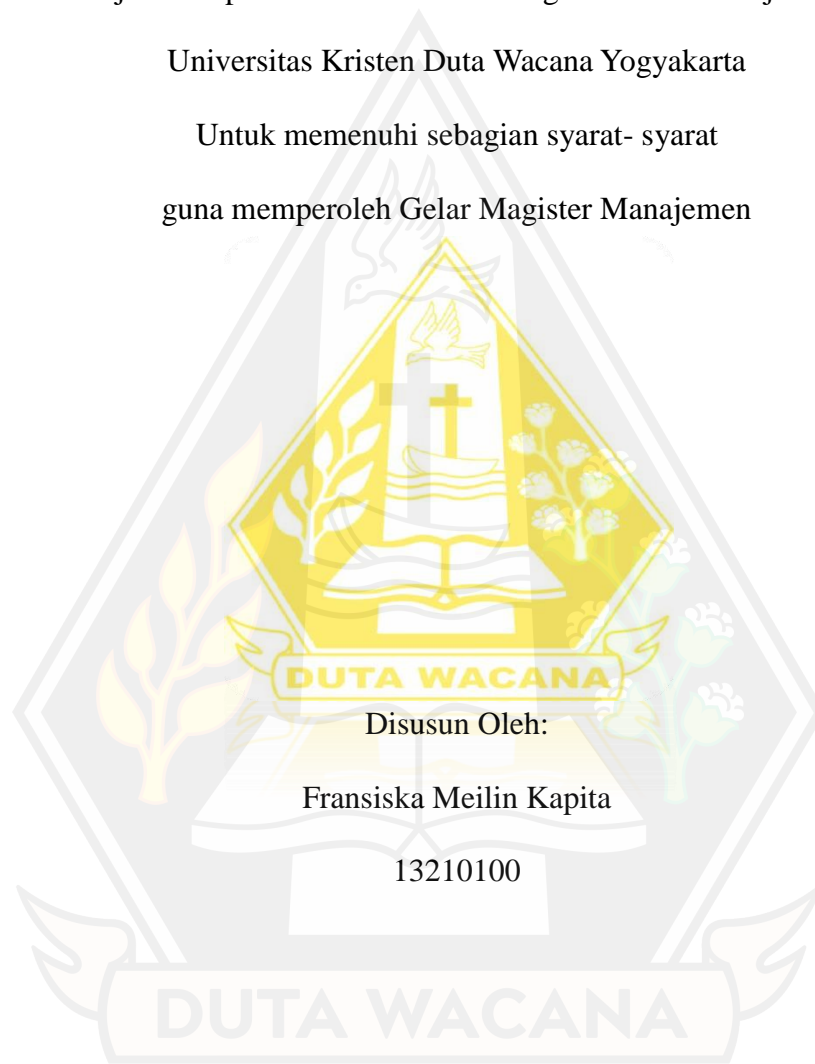 Universitas Kristen Duta Wacana Yogyakarta
Untuk memenuhi sebagian syarat- syarat
guna memperoleh Gelar Magister Manajemen
DUTA WACANA
Disusun Oleh:
Fransiska Meilin Kapita
13210100
DUTA WACANA